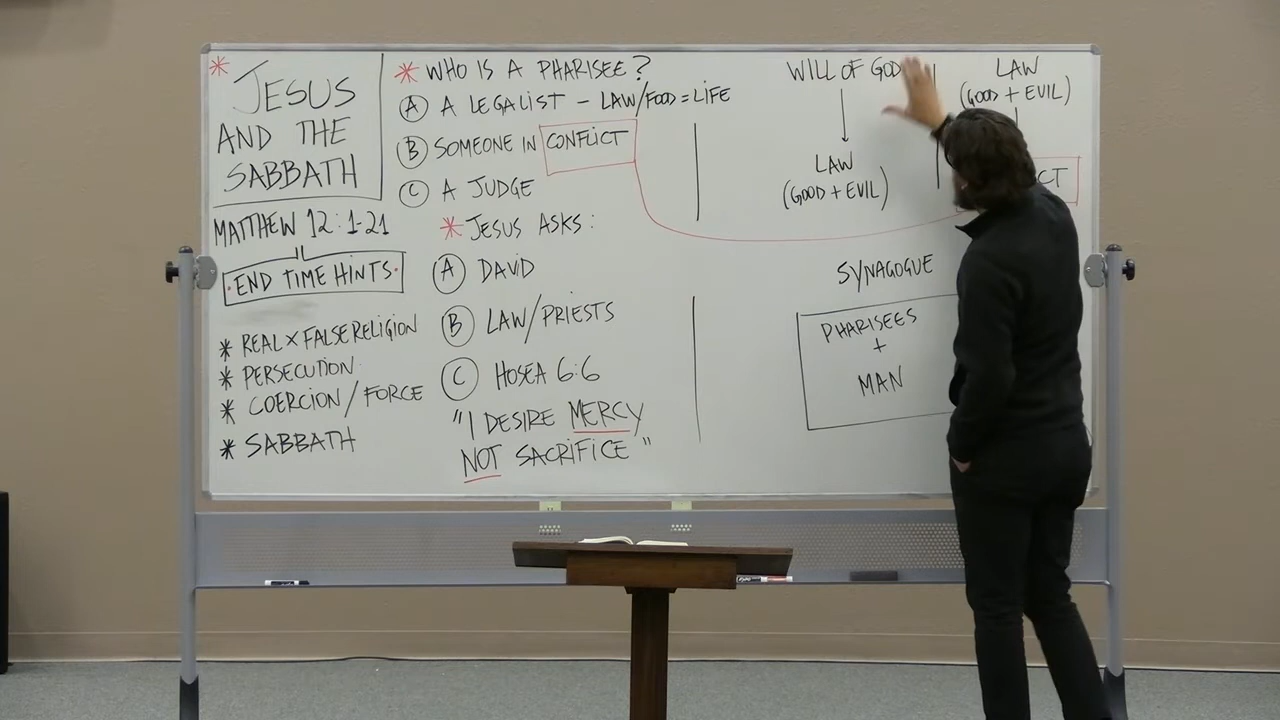 * JESUS
AND THE
SABBATH
MATTHEW 12:1-21
END TIME HINTS
* REAL X FALSE RELIGION
* PERSECUTION
* COERCION/FORCE
* SABBATH
* WHO IS A PHARISEE?
A A LEGALIST - LAW/FOOD = LIFE
B SOMEONE IN CONFLICT
C A JUDGE
* JESUS ASKS:
A DAVID
B LAW/PRIESTS
C HOSEA 6:6
"I DESIRE MERCY
NOT SACRIFICE"
WILL OF GOD
LAW
(GOOD + EVIL)
LAW
(GOOD + EVIL)
CT
SYNAGOGUE
PHARISEES
+
MAN